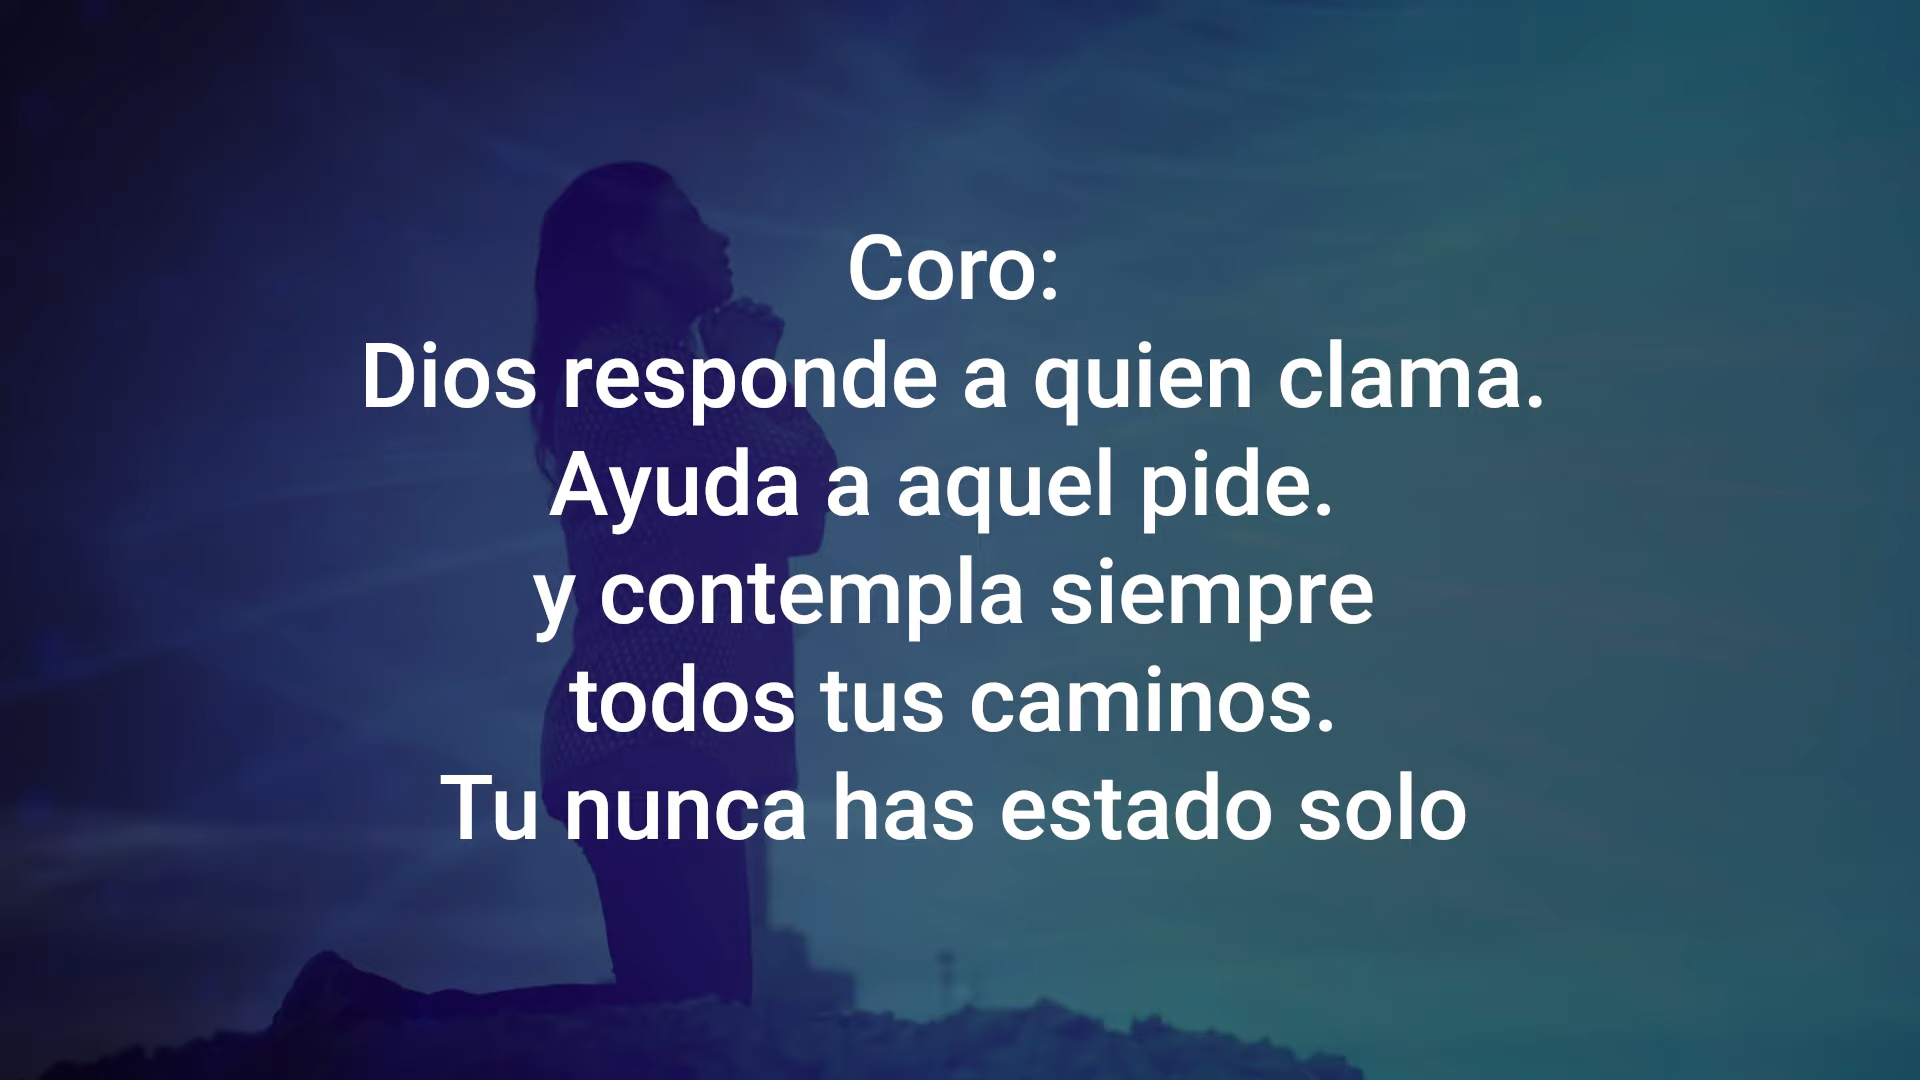 Coro:
Dios responde a quien clama.
Ayuda a aquel pide.
y contempla siempre
todos tus caminos.
Tu nunca has estado solo